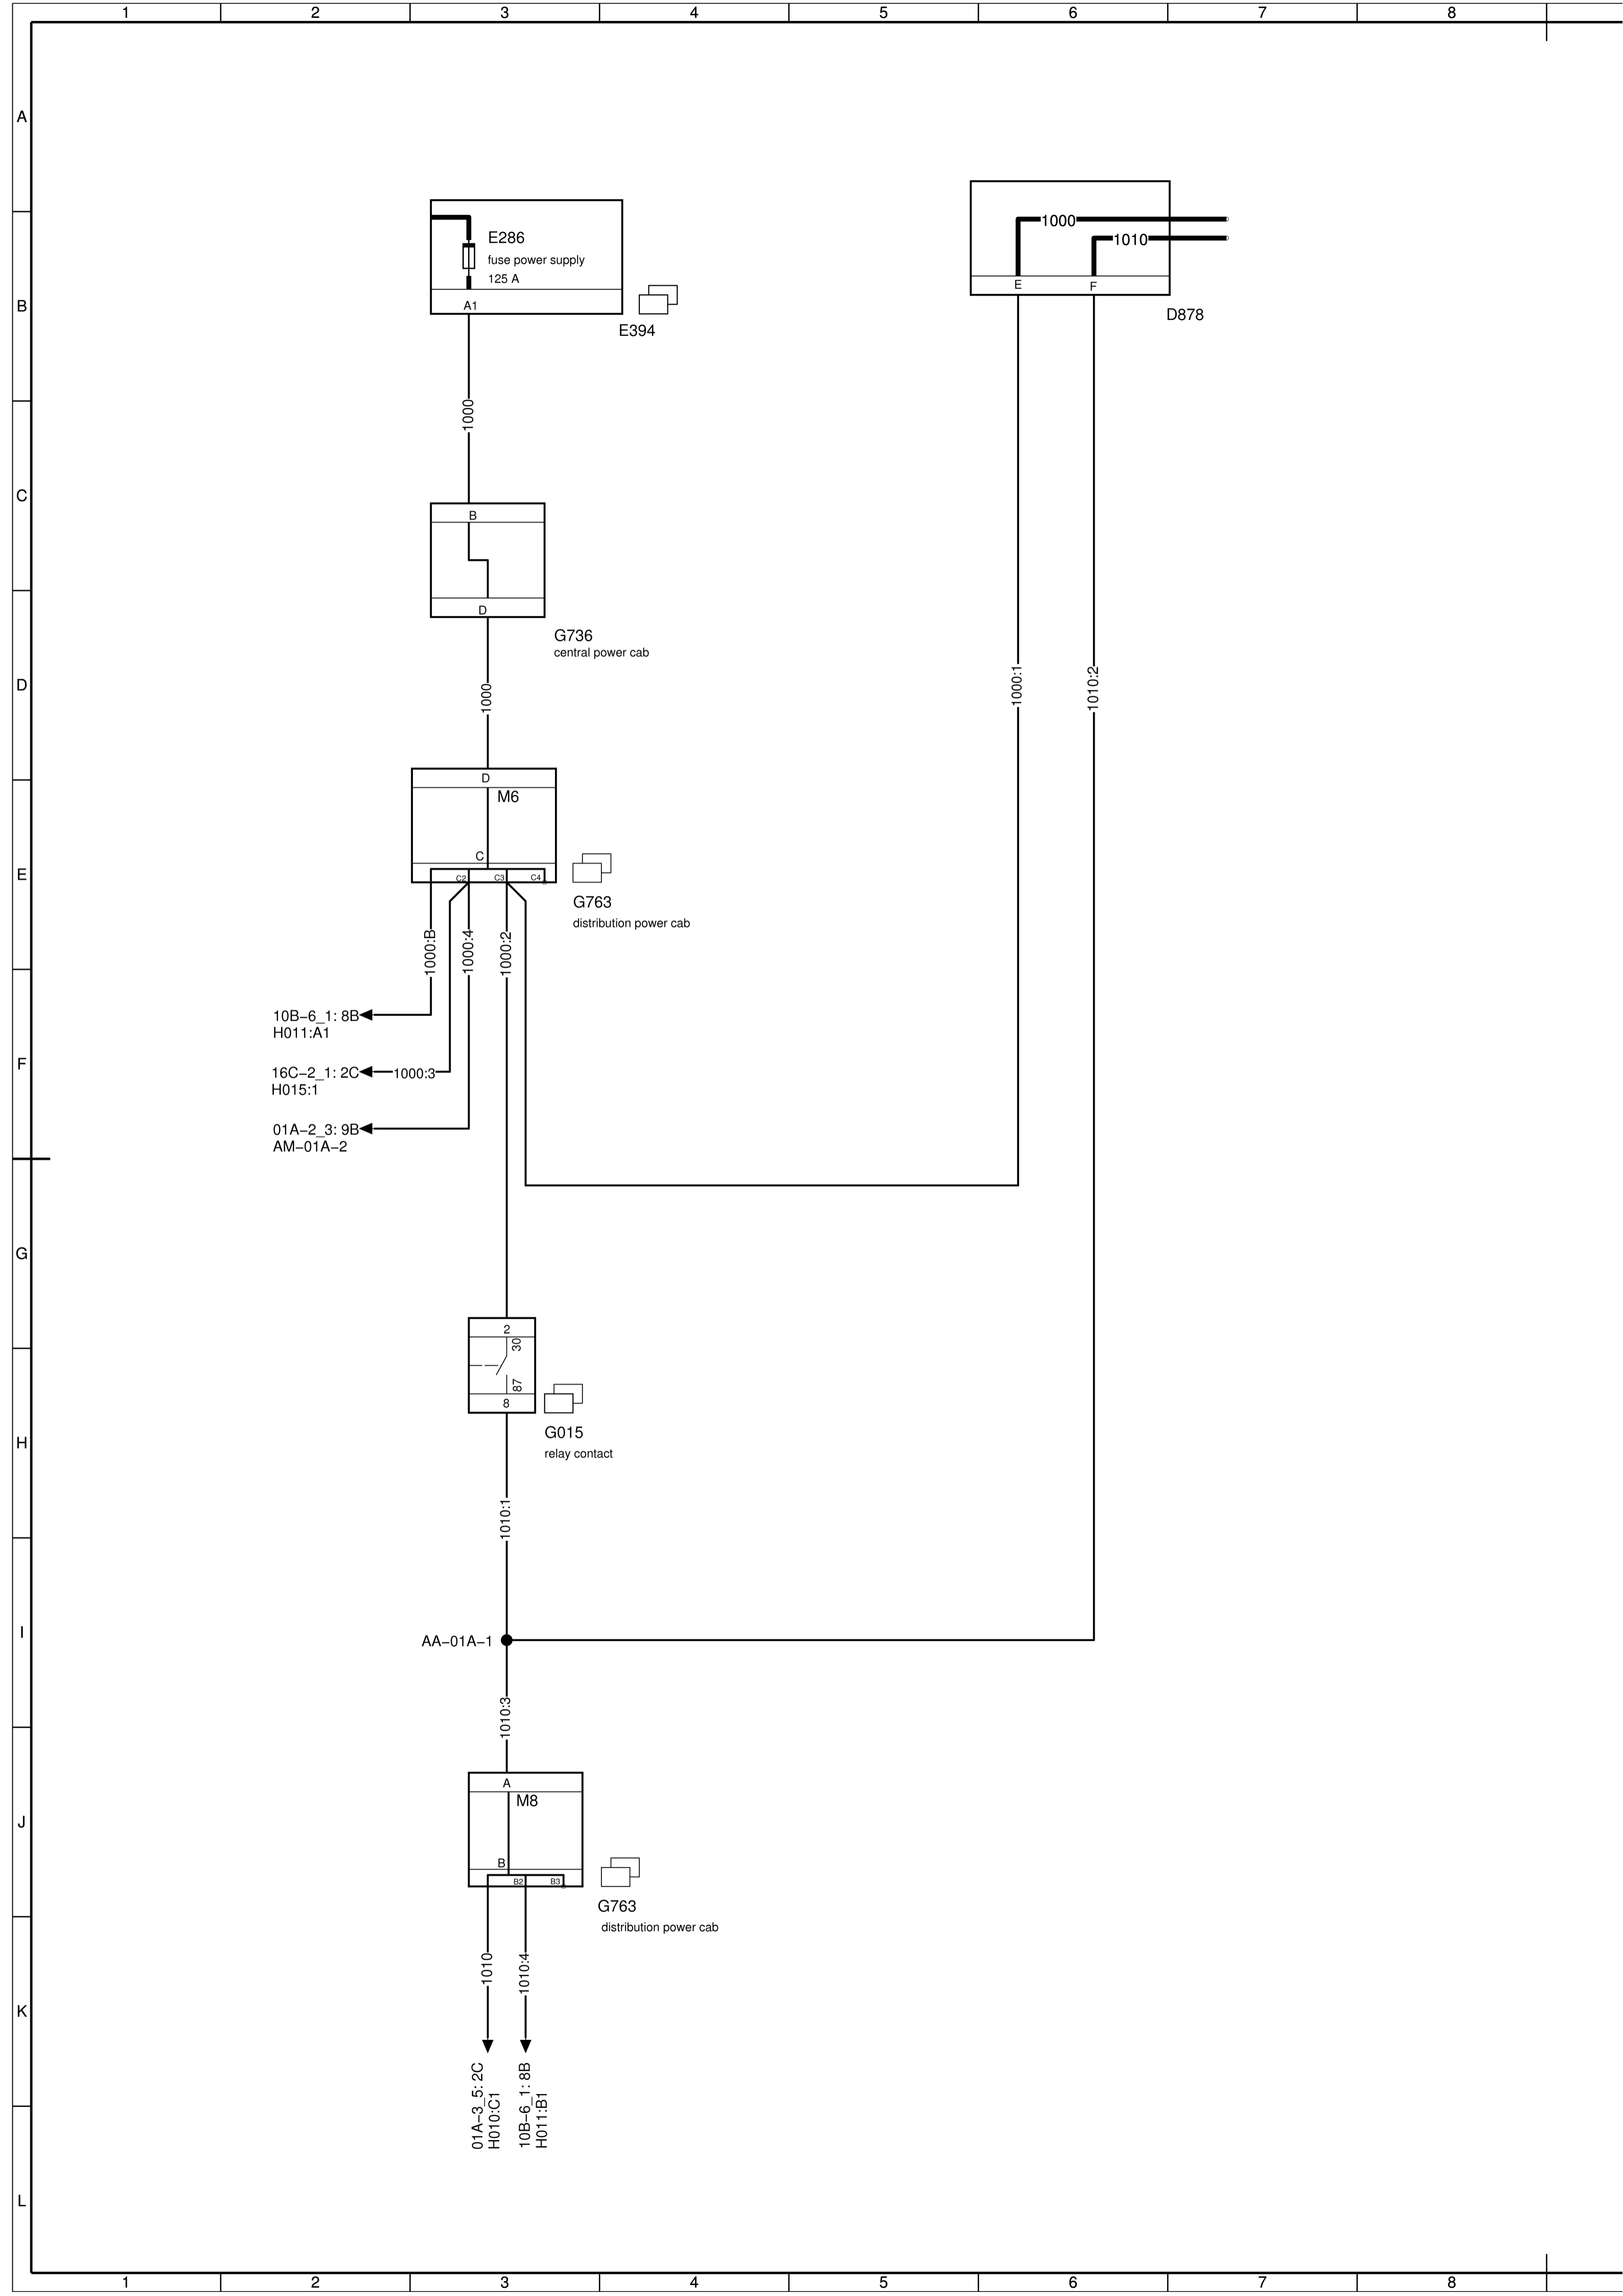 1 2 3 4 5 6 7 8
A
1000
E286
1010
fuse power supply
125 A
E F
B
A1
D878
E394
1000
C
B
D
G736
central power cab
D
1000
1000:1
1010:2
D
M6
C
E
C2 C3 C4
G763
distribution power cab
1000:B
1000:4
1000:2
10B−6_1: 8B
H011:A1
F
16C−2_1: 2C
1000:3
H015:1
01A−2_3: 9B
AM−01A−2
G
2
30
87
8
G015
H
relay contact
1010:1
I
AA−01A−1
1010:3
A
M8
J
B
B2 B3
G763
distribution power cab
1010
1010:4
K
01A−3_5: 2C
H010:C1
10B−6_1: 8B
H011:B1
L
1 2 3 4 5 6 7 8